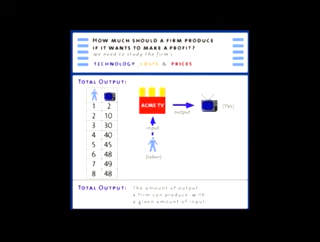 HOW MUCH SHOULD A FIRM PRODUCE
IF IT WANTS TO MAKE A PROFIT?
we need to study the firm's
TECHNOLOGY COSTS & PRICES
TOTAL OUTPUT:
1 2
2 10
3 30
4 40
5 45
6 48
7 49
8 48
ACME TV
output
(TVs)
input
(labor)
TOTAL OUTPUT: The amount of output
a firm can produce with
a given amount of input